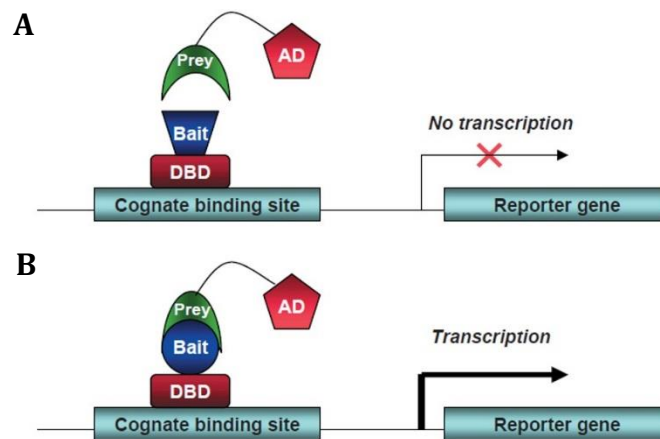 A
Prey
AD
Bait
No transcription
DBD
Cognate binding site
Reporter gene
B
Prey
AD
Bait
Transcription
DBD
Cognate binding site
Reporter gene